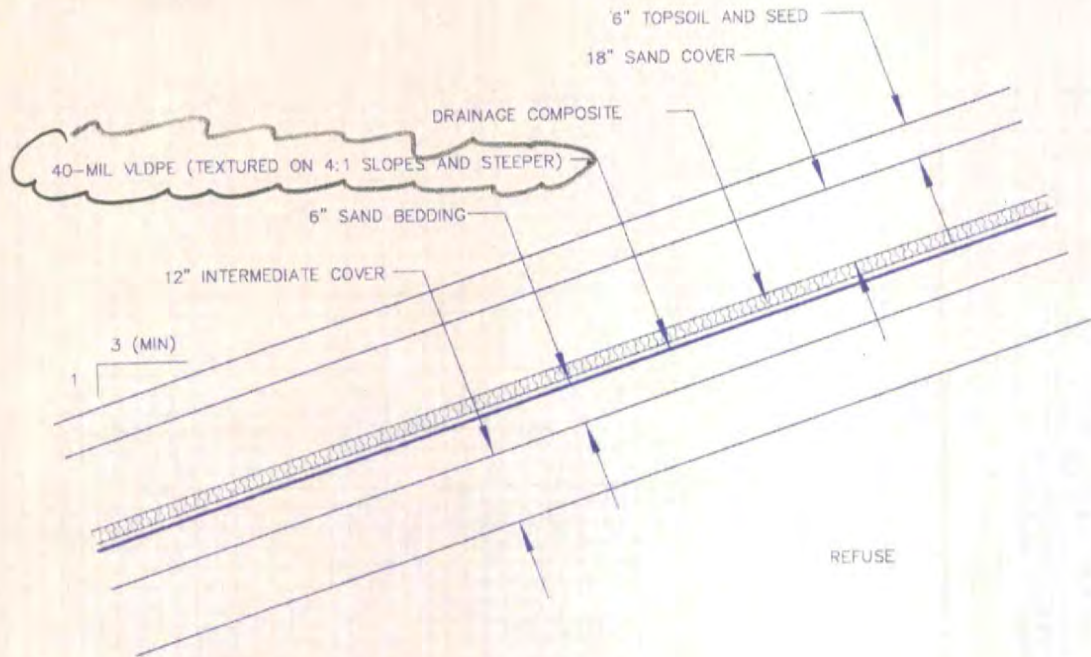 6" TOPSOIL AND SEED
18" SAND COVER
DRAINAGE COMPOSITE
40-MIL VLDPE (TEXTURED ON 4:1 SLOPES AND STEEPER)
6" SAND BEDDING
12" INTERMEDIATE COVER
3 (MIN)
1
REFUSE